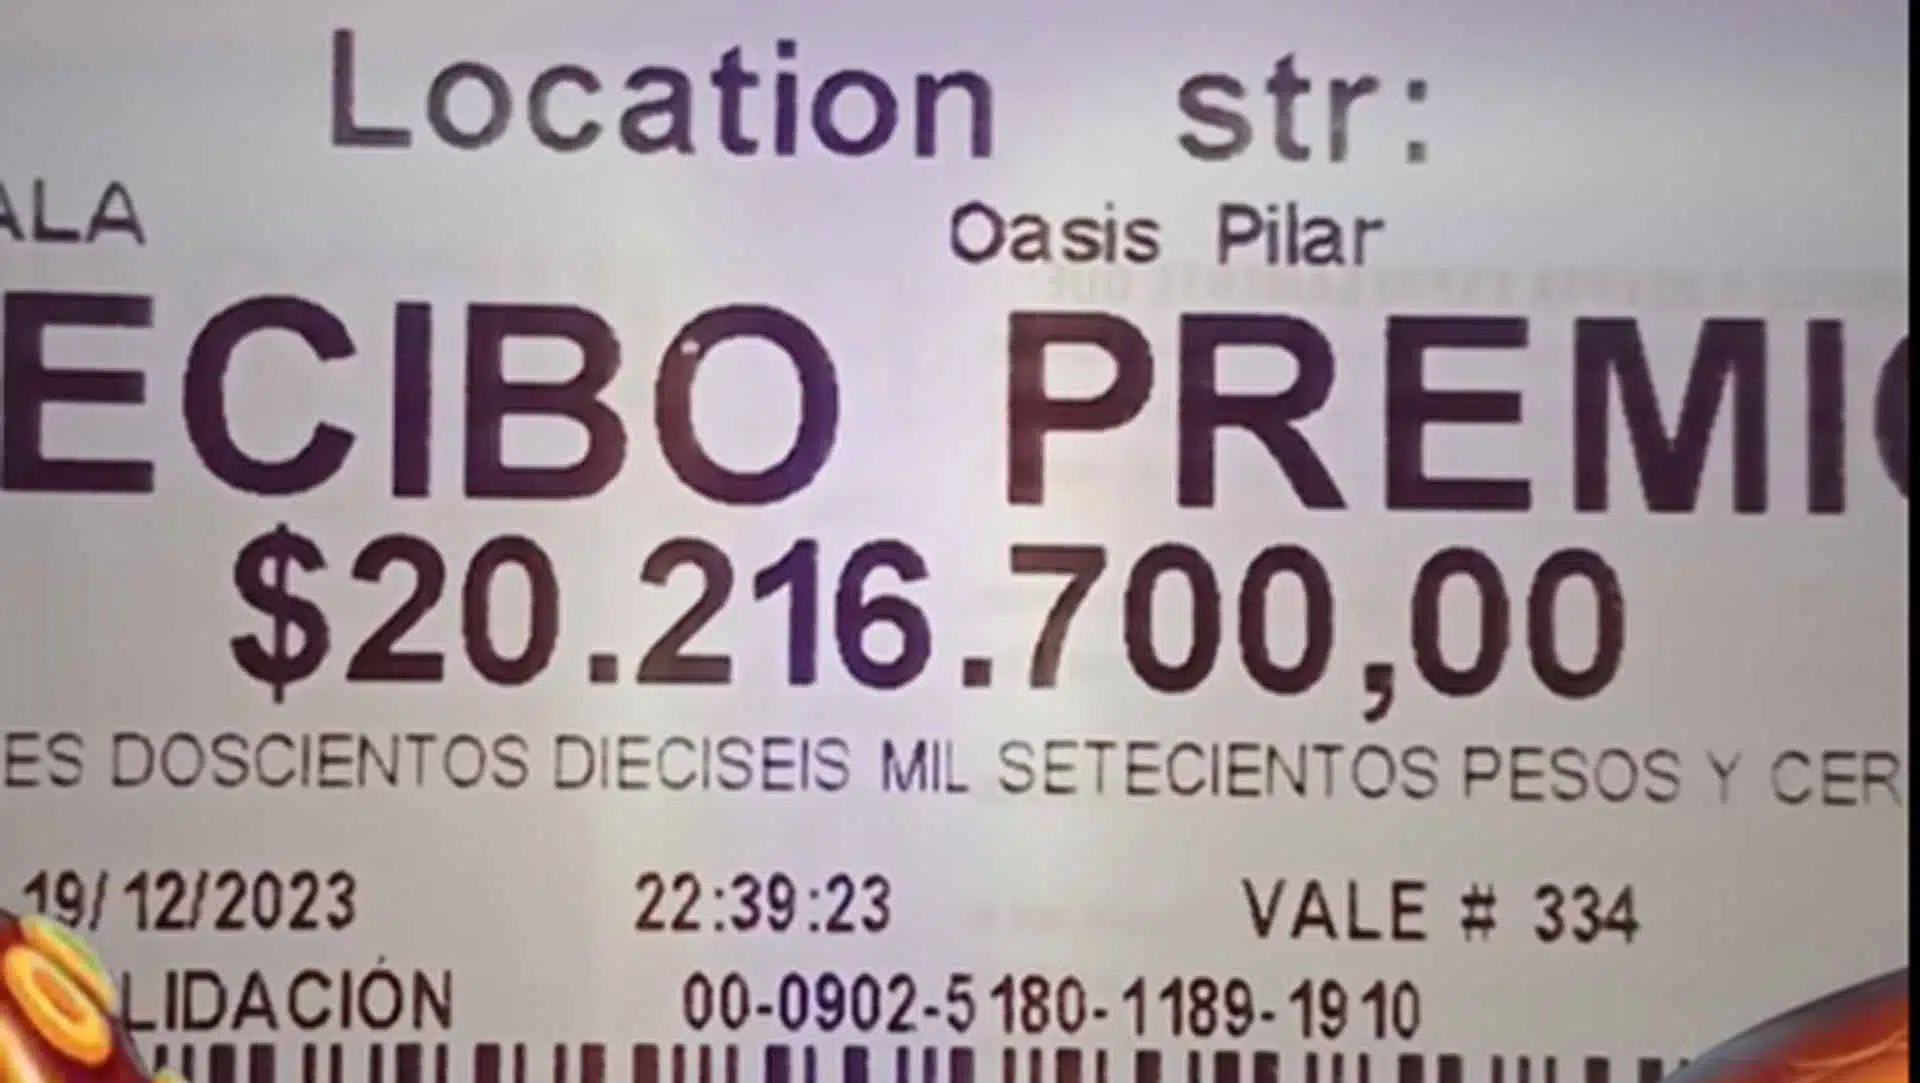 Location str:
ALA Oasis Pilar
ECIBO PREMIO
$20.216.700,00
ES DOSCIENTOS DIECISEIS MIL SETECIENTOS PESOS Y CER
19/12/2023 22:39:23 VALE # 334
LIDACIÓN 00-0902-5180-1189-1910